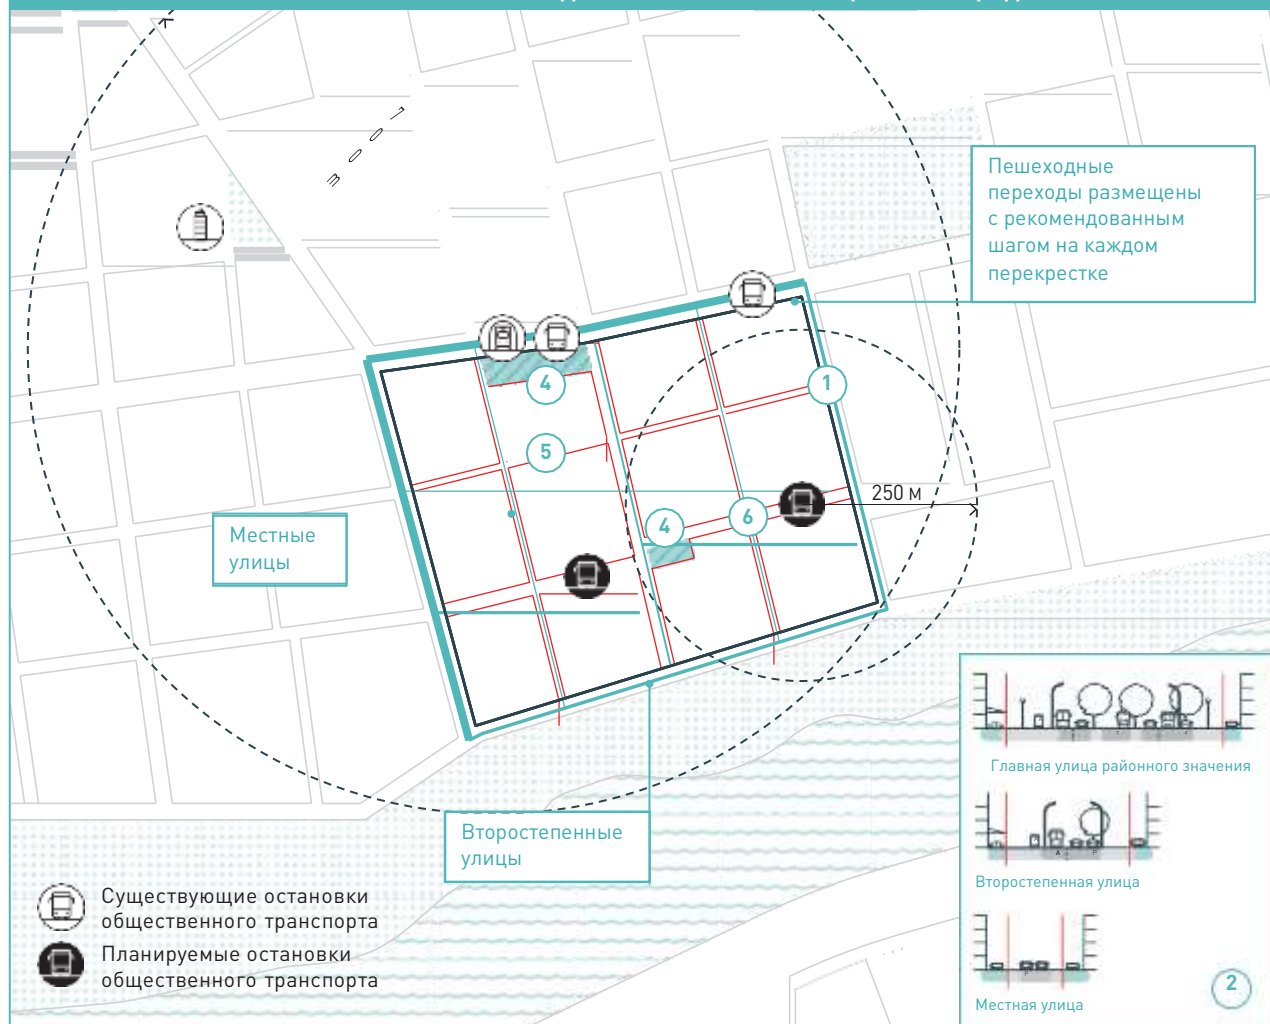 700 м
Пешеходные
переходы размещены
с рекомендованным
шагом на каждом
перекрестке
1
4
5
250 м
4
6
Местные
улицы
Второстепенные
улицы
Существующие остановки
общественного транспорта
Планируемые остановки
общественного транспорта
Главная улица районного значения
Второстепенная улица
Местная улица
2